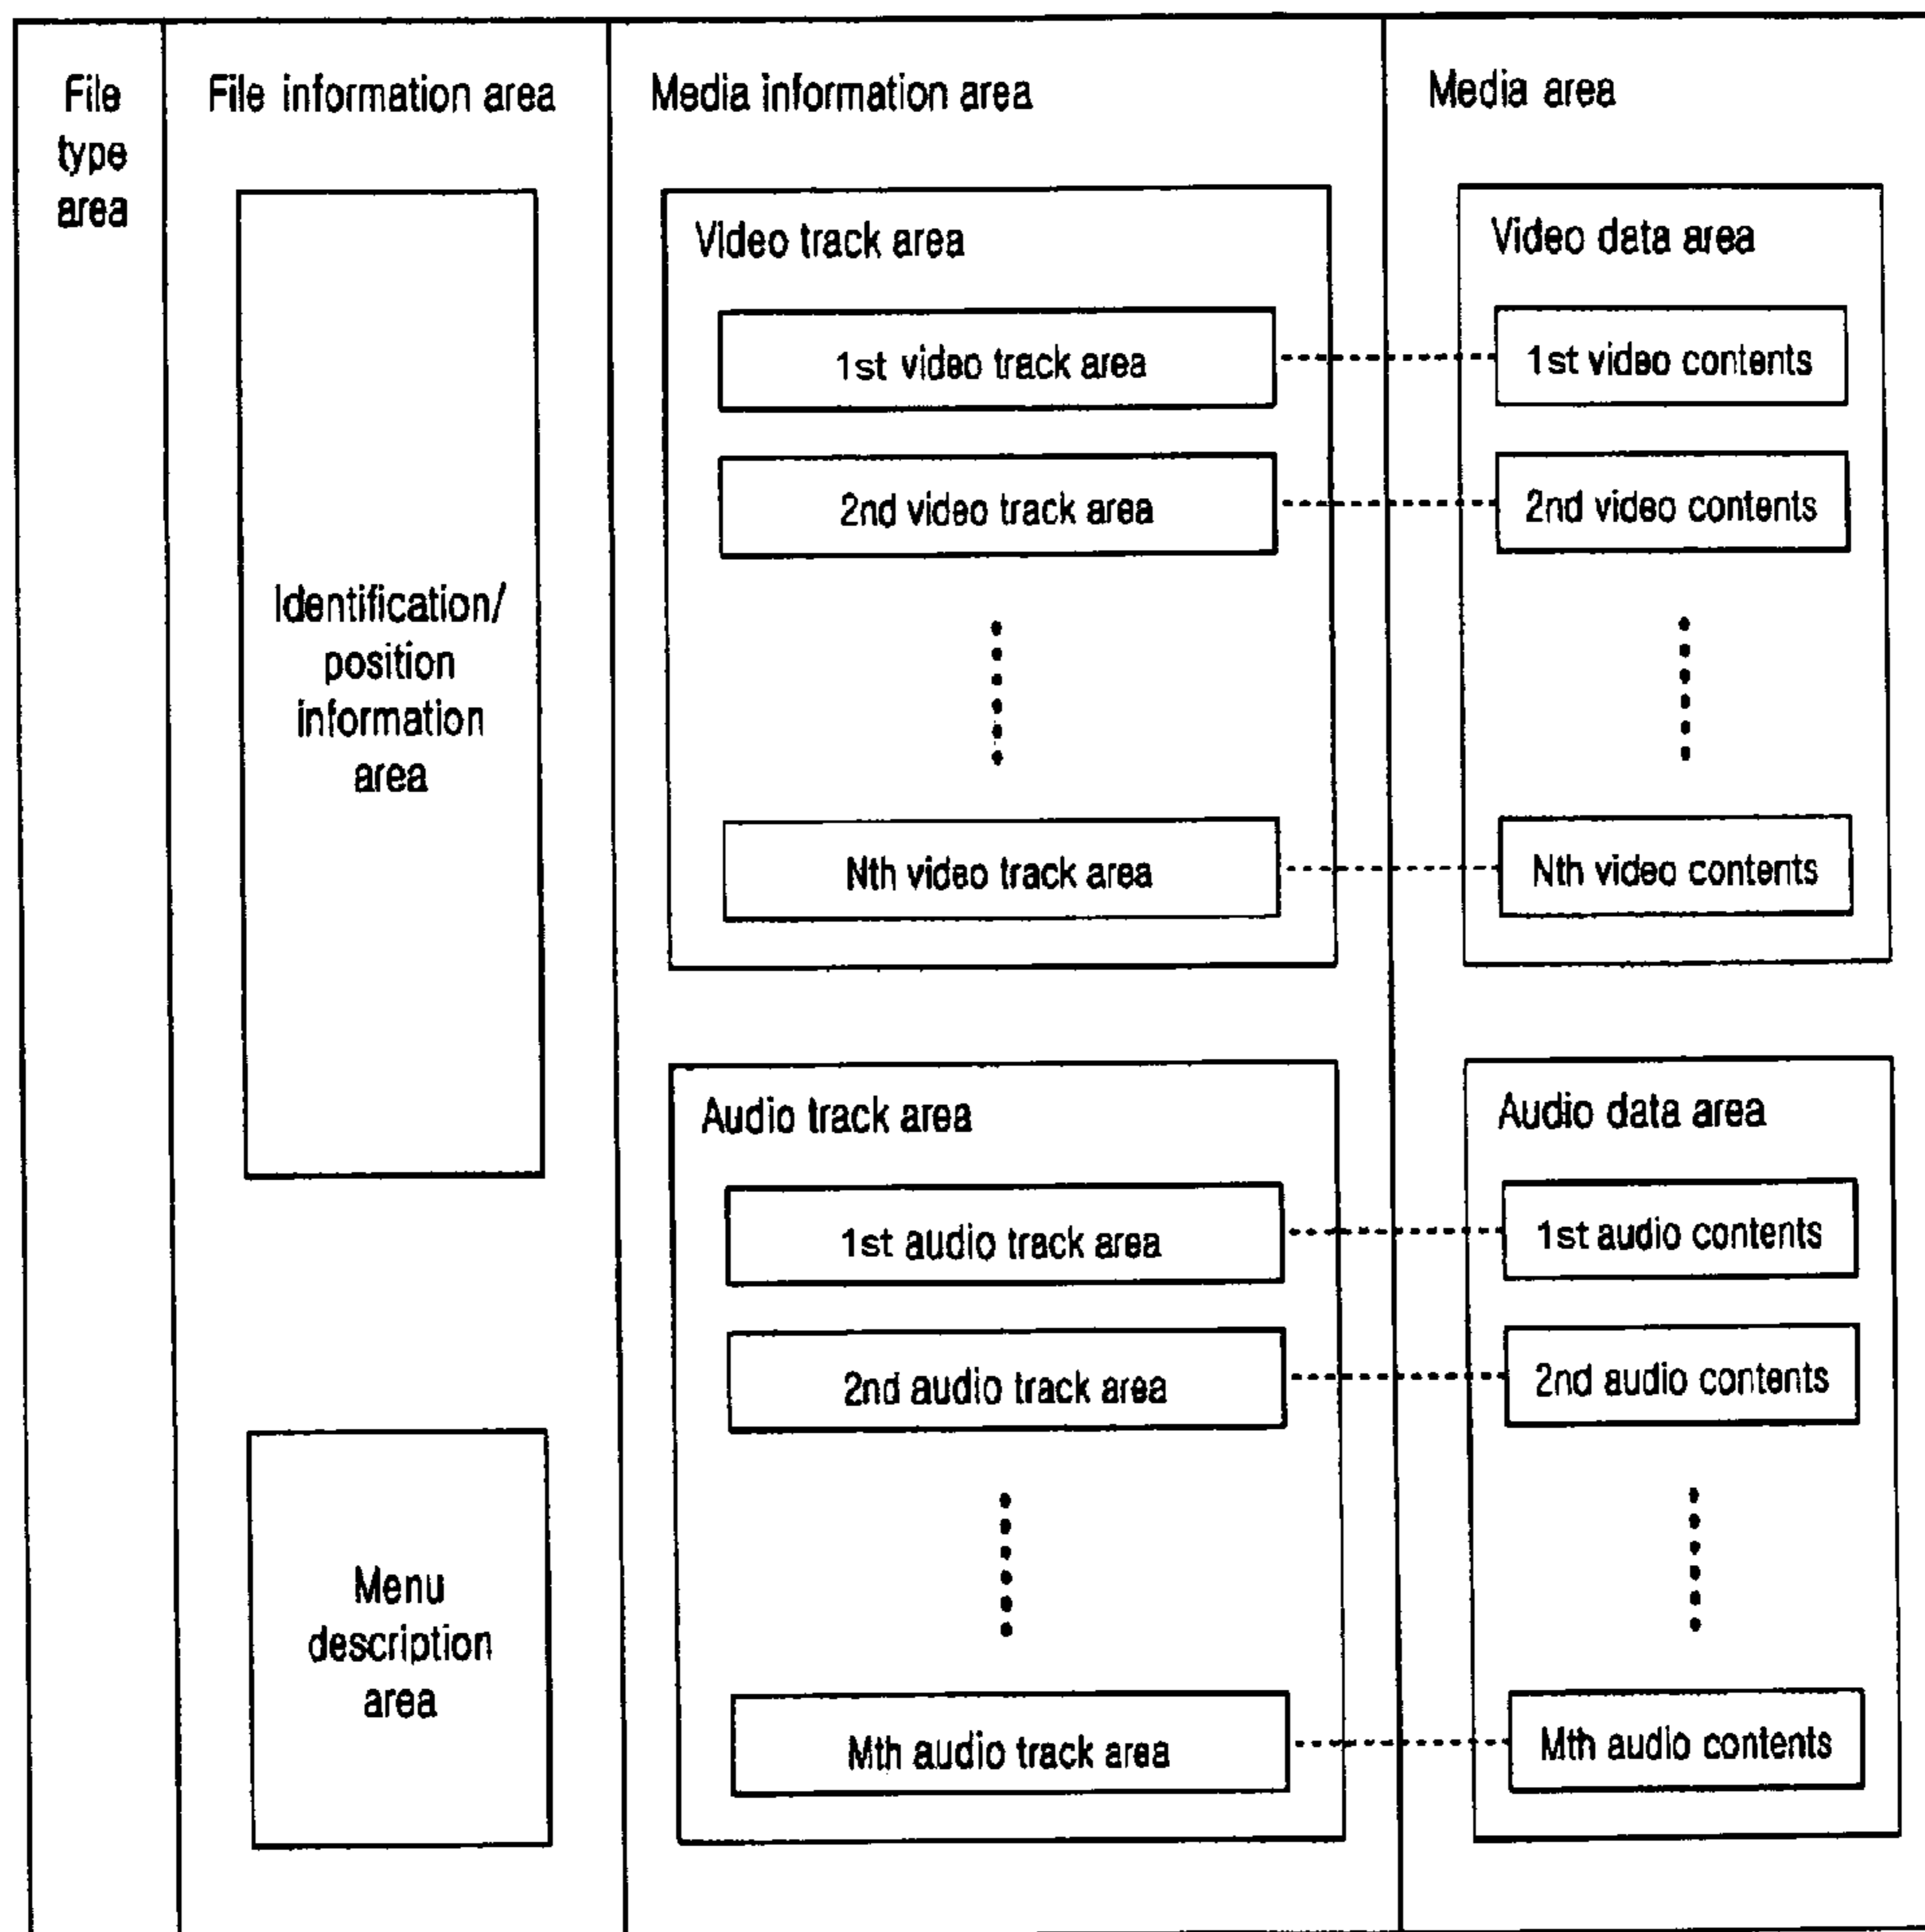 File
type
area
File information area
Identification/
position
information
area
Menu
description
area
Media information area
Video track area
1st video track area
2nd video track area
Nth video track area
Audio track area
1st audio track area
2nd audio track area
Mth audio track area
Media area
Video data area
1st video contents
2nd video contents
Nth video contents
Audio data area
1st audio contents
2nd audio contents
Mth audio contents